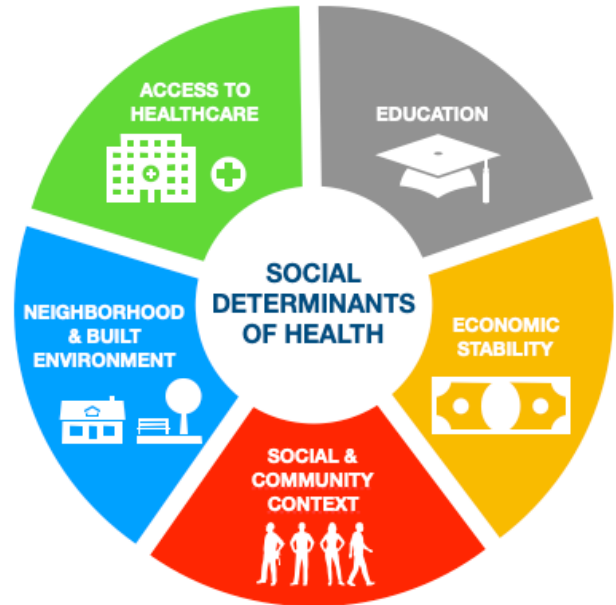 ACCESS TO
HEALTHCARE
EDUCATION
SOCIAL
DETERMINANTS
OF HEALTH
NEIGHBORHOOD
& BUILT
ENVIRONMENT
ECONOMIC
STABILITY
SOCIAL &
COMMUNITY
CONTEXT